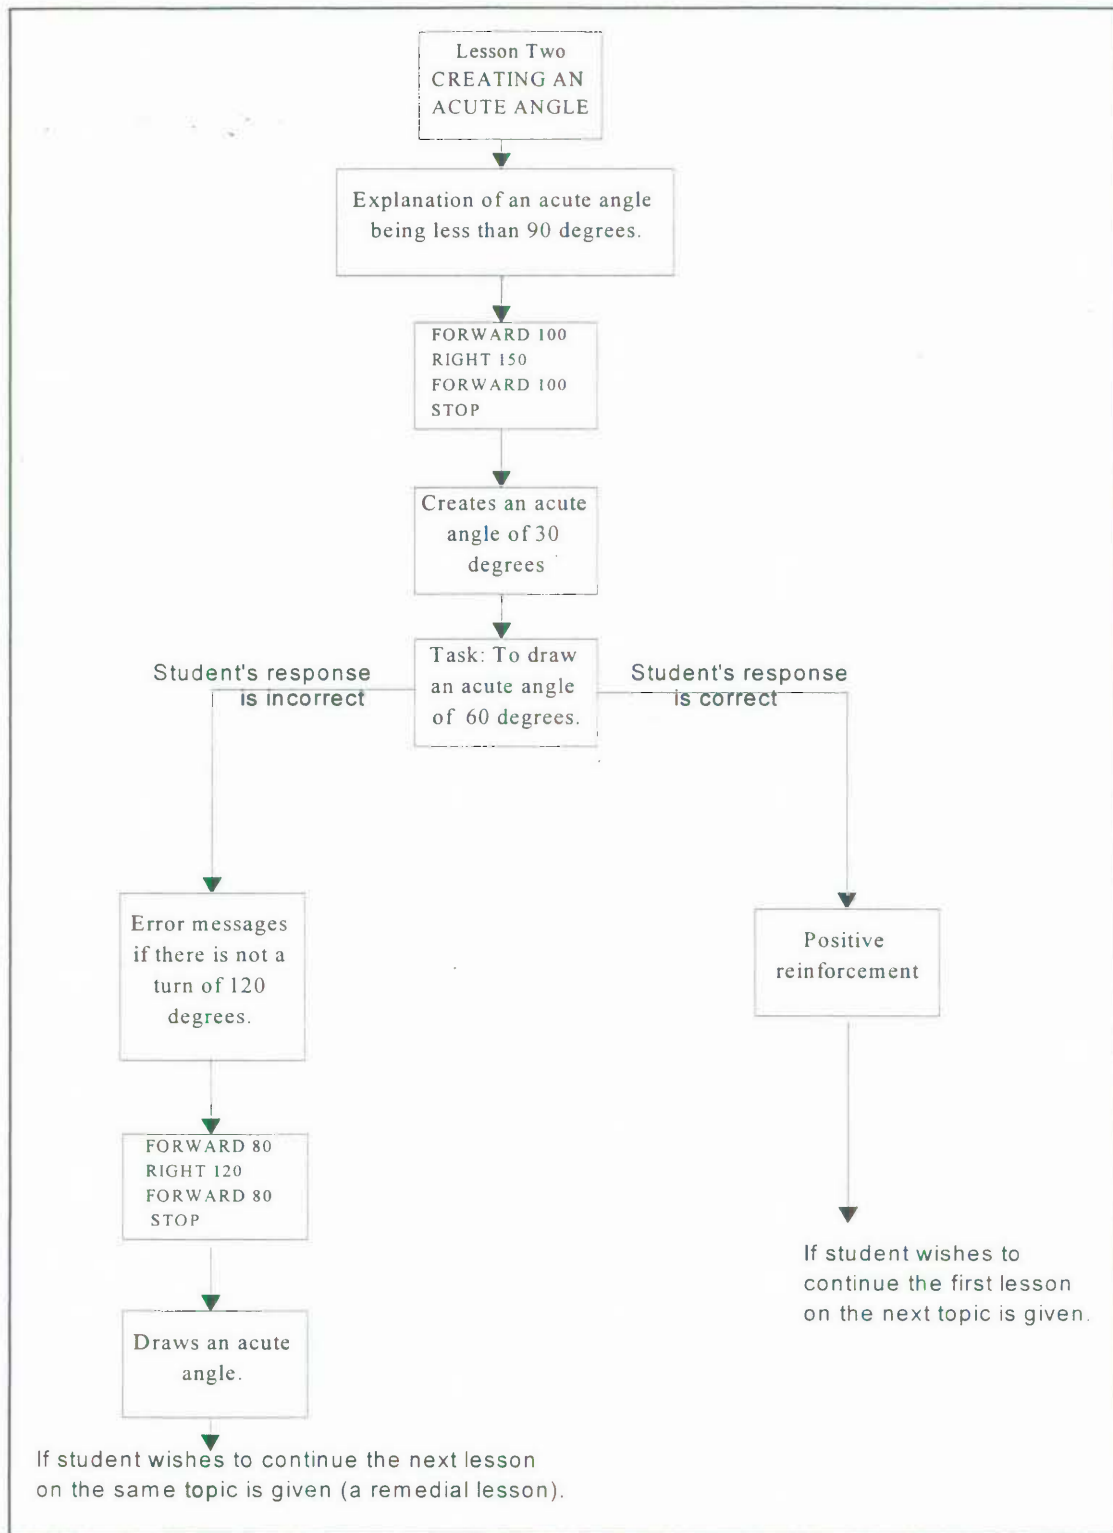 Lesson Two
CREATING AN
ACUTE ANGLE
Explanation of an acute angle
being less than 90 degrees.
FORWARD 100
RIGHT 150
FORWARD 100
STOP
Creates an acute
angle of 30
degrees
Task: To draw
an acute angle
of 60 degrees.
Student's response
is incorrect
Student's response
is correct
Error messages
if there is not a
turn of 120
degrees.
FORWARD 80
RIGHT 120
FORWARD 80
STOP
Draws an acute
angle.
If student wishes to continue the next lesson
on the same topic is given (a remedial lesson).
Positive
reinforcement
If student wishes to
continue the first lesson
on the next topic is given.